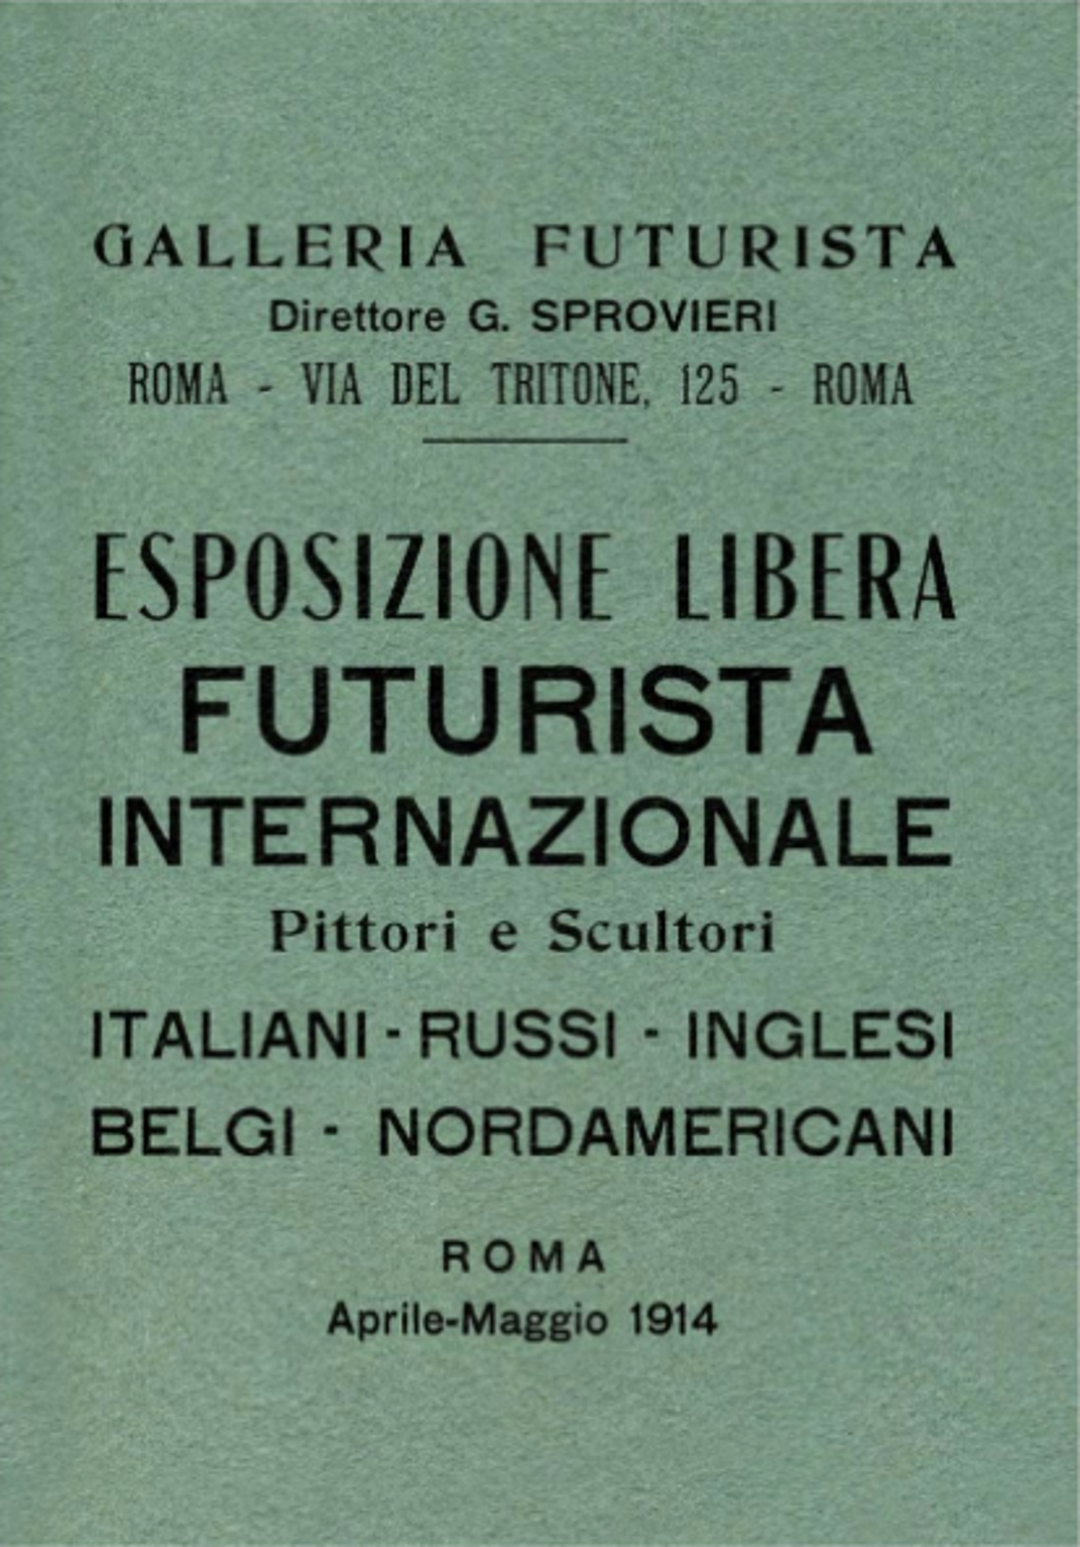 GALLERIA FUTURISTA
Direttore G. SPROVIERI
ROMA - VIA DEL TRITONE, 125 - ROMA
ESPOSIZIONE LIBERA
FUTURISTA
INTERNAZIONALE
Pittori e Scultori
ITALIANI - RUSSI - INGLESI
BELGI - NORDAMERICANI
ROMA
Aprile-Maggio 1914